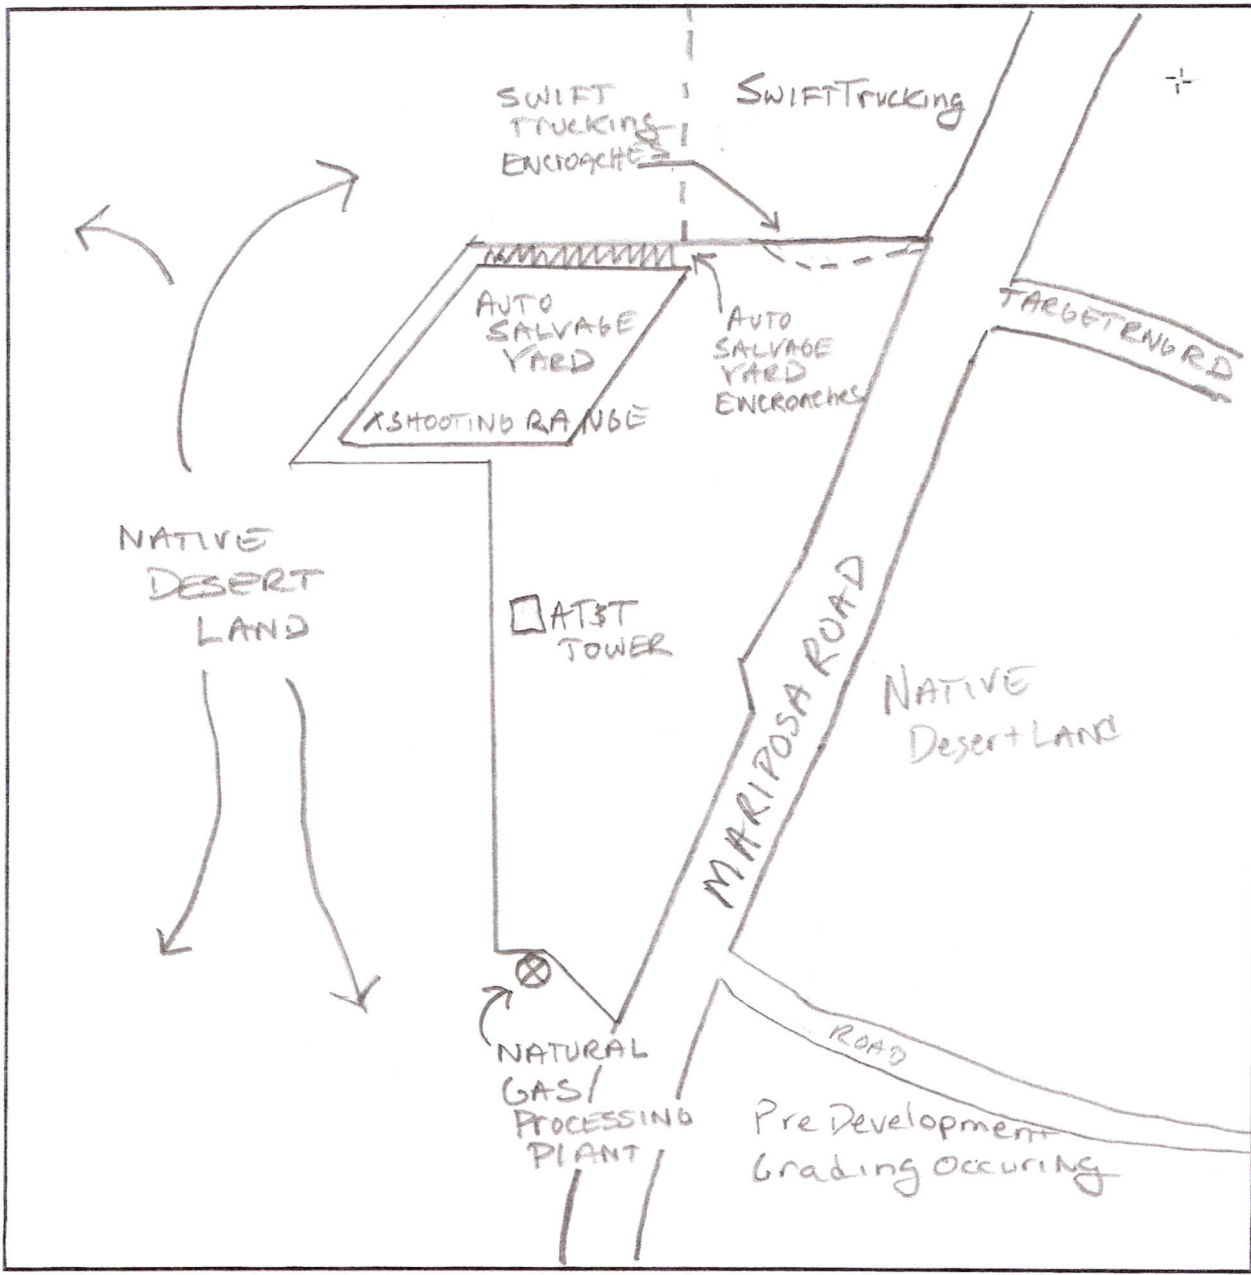 SWIFT
TRUCKING
ENCROACHES
SWIFT Trucking
AUTO
SALVAGE
YARD
XSHOOTING RANGE
AUTO
SALVAGE
YARD
ENCROACHES
TARGET RNG RD
NATIVE
DESERT
LAND
AT&T
TOWER
MARIPOSA ROAD
NATIVE
Desert LAND
ROAD
NATURAL
GAS/
PROCESSING
PLANT
Pre Development
Grading Occuring